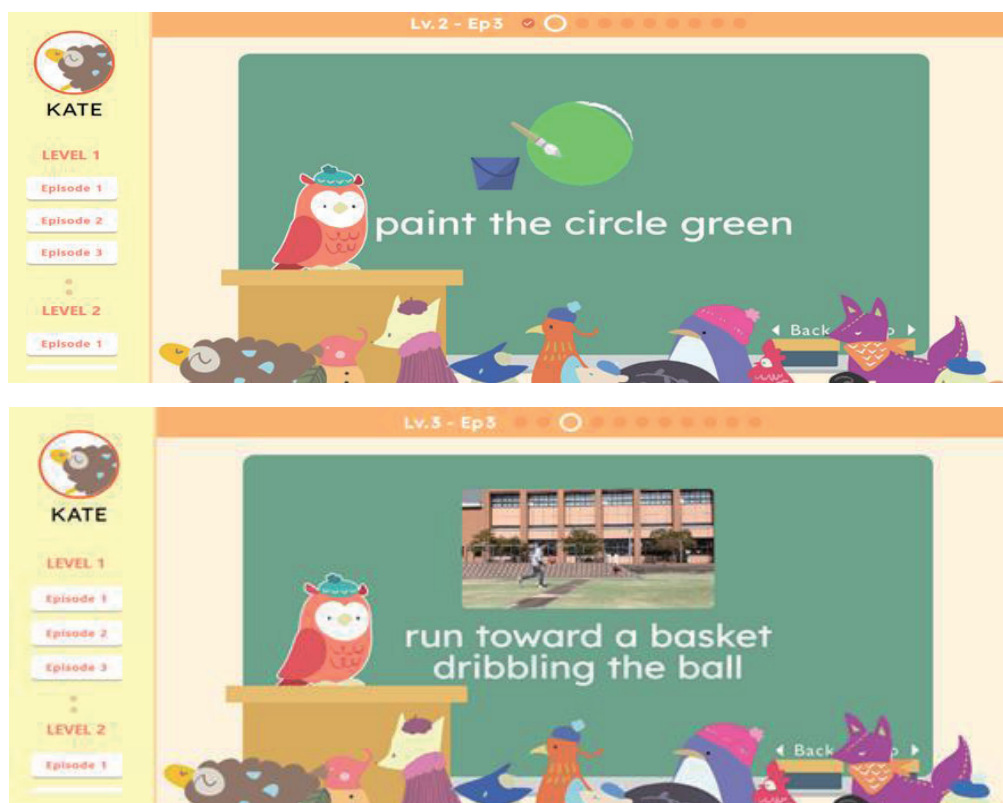 Lv.2 - Ep3
KATE
LEVEL 1
Episode 1
Episode 2
Episode 3
LEVEL 2
Episode 1
paint the circle green
Back
Lv.3 - Ep3
KATE
LEVEL 1
Episode 1
Episode 2
Episode 3
LEVEL 2
Episode 1
run toward a basket
dribbling the ball
Back